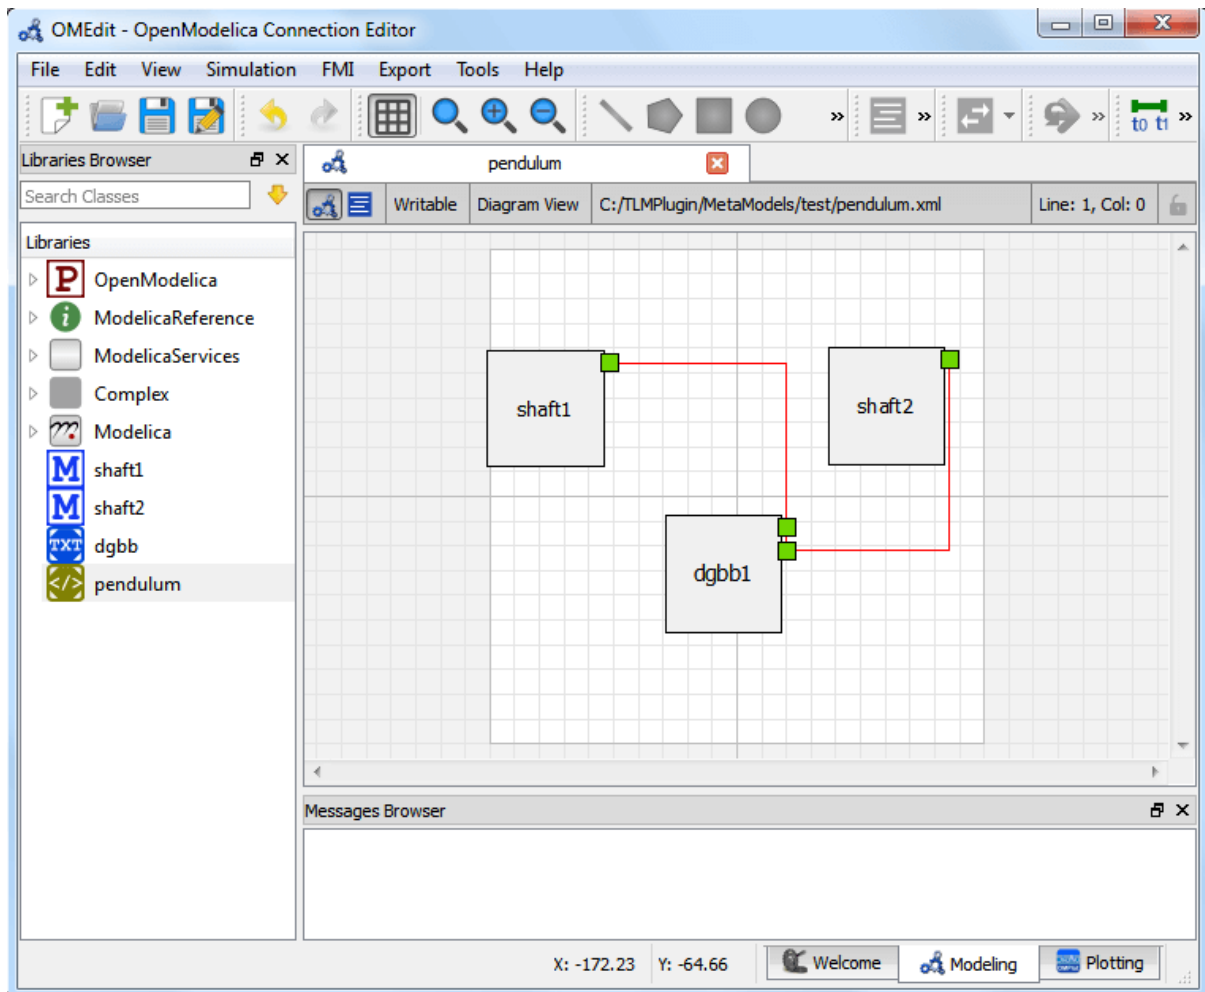 OMEdit - OpenModelica Connection Editor
File Edit View Simulation FMI Export Tools Help
t0 t1
Libraries Browser
pendulum
Search Classes
Writable Diagram View C:/TLMPlugin/MetaModels/test/pendulum.xml Line: 1, Col: 0
Libraries
P OpenModelica
i ModelicaReference
ModelicaServices
Complex
m Modelica
M shaft1
M shaft2
TXT dgbb
</> pendulum
shaft1
shaft2
dgbb1
Messages Browser
X: -172.23 Y: -64.66 Welcome Modeling Plotting